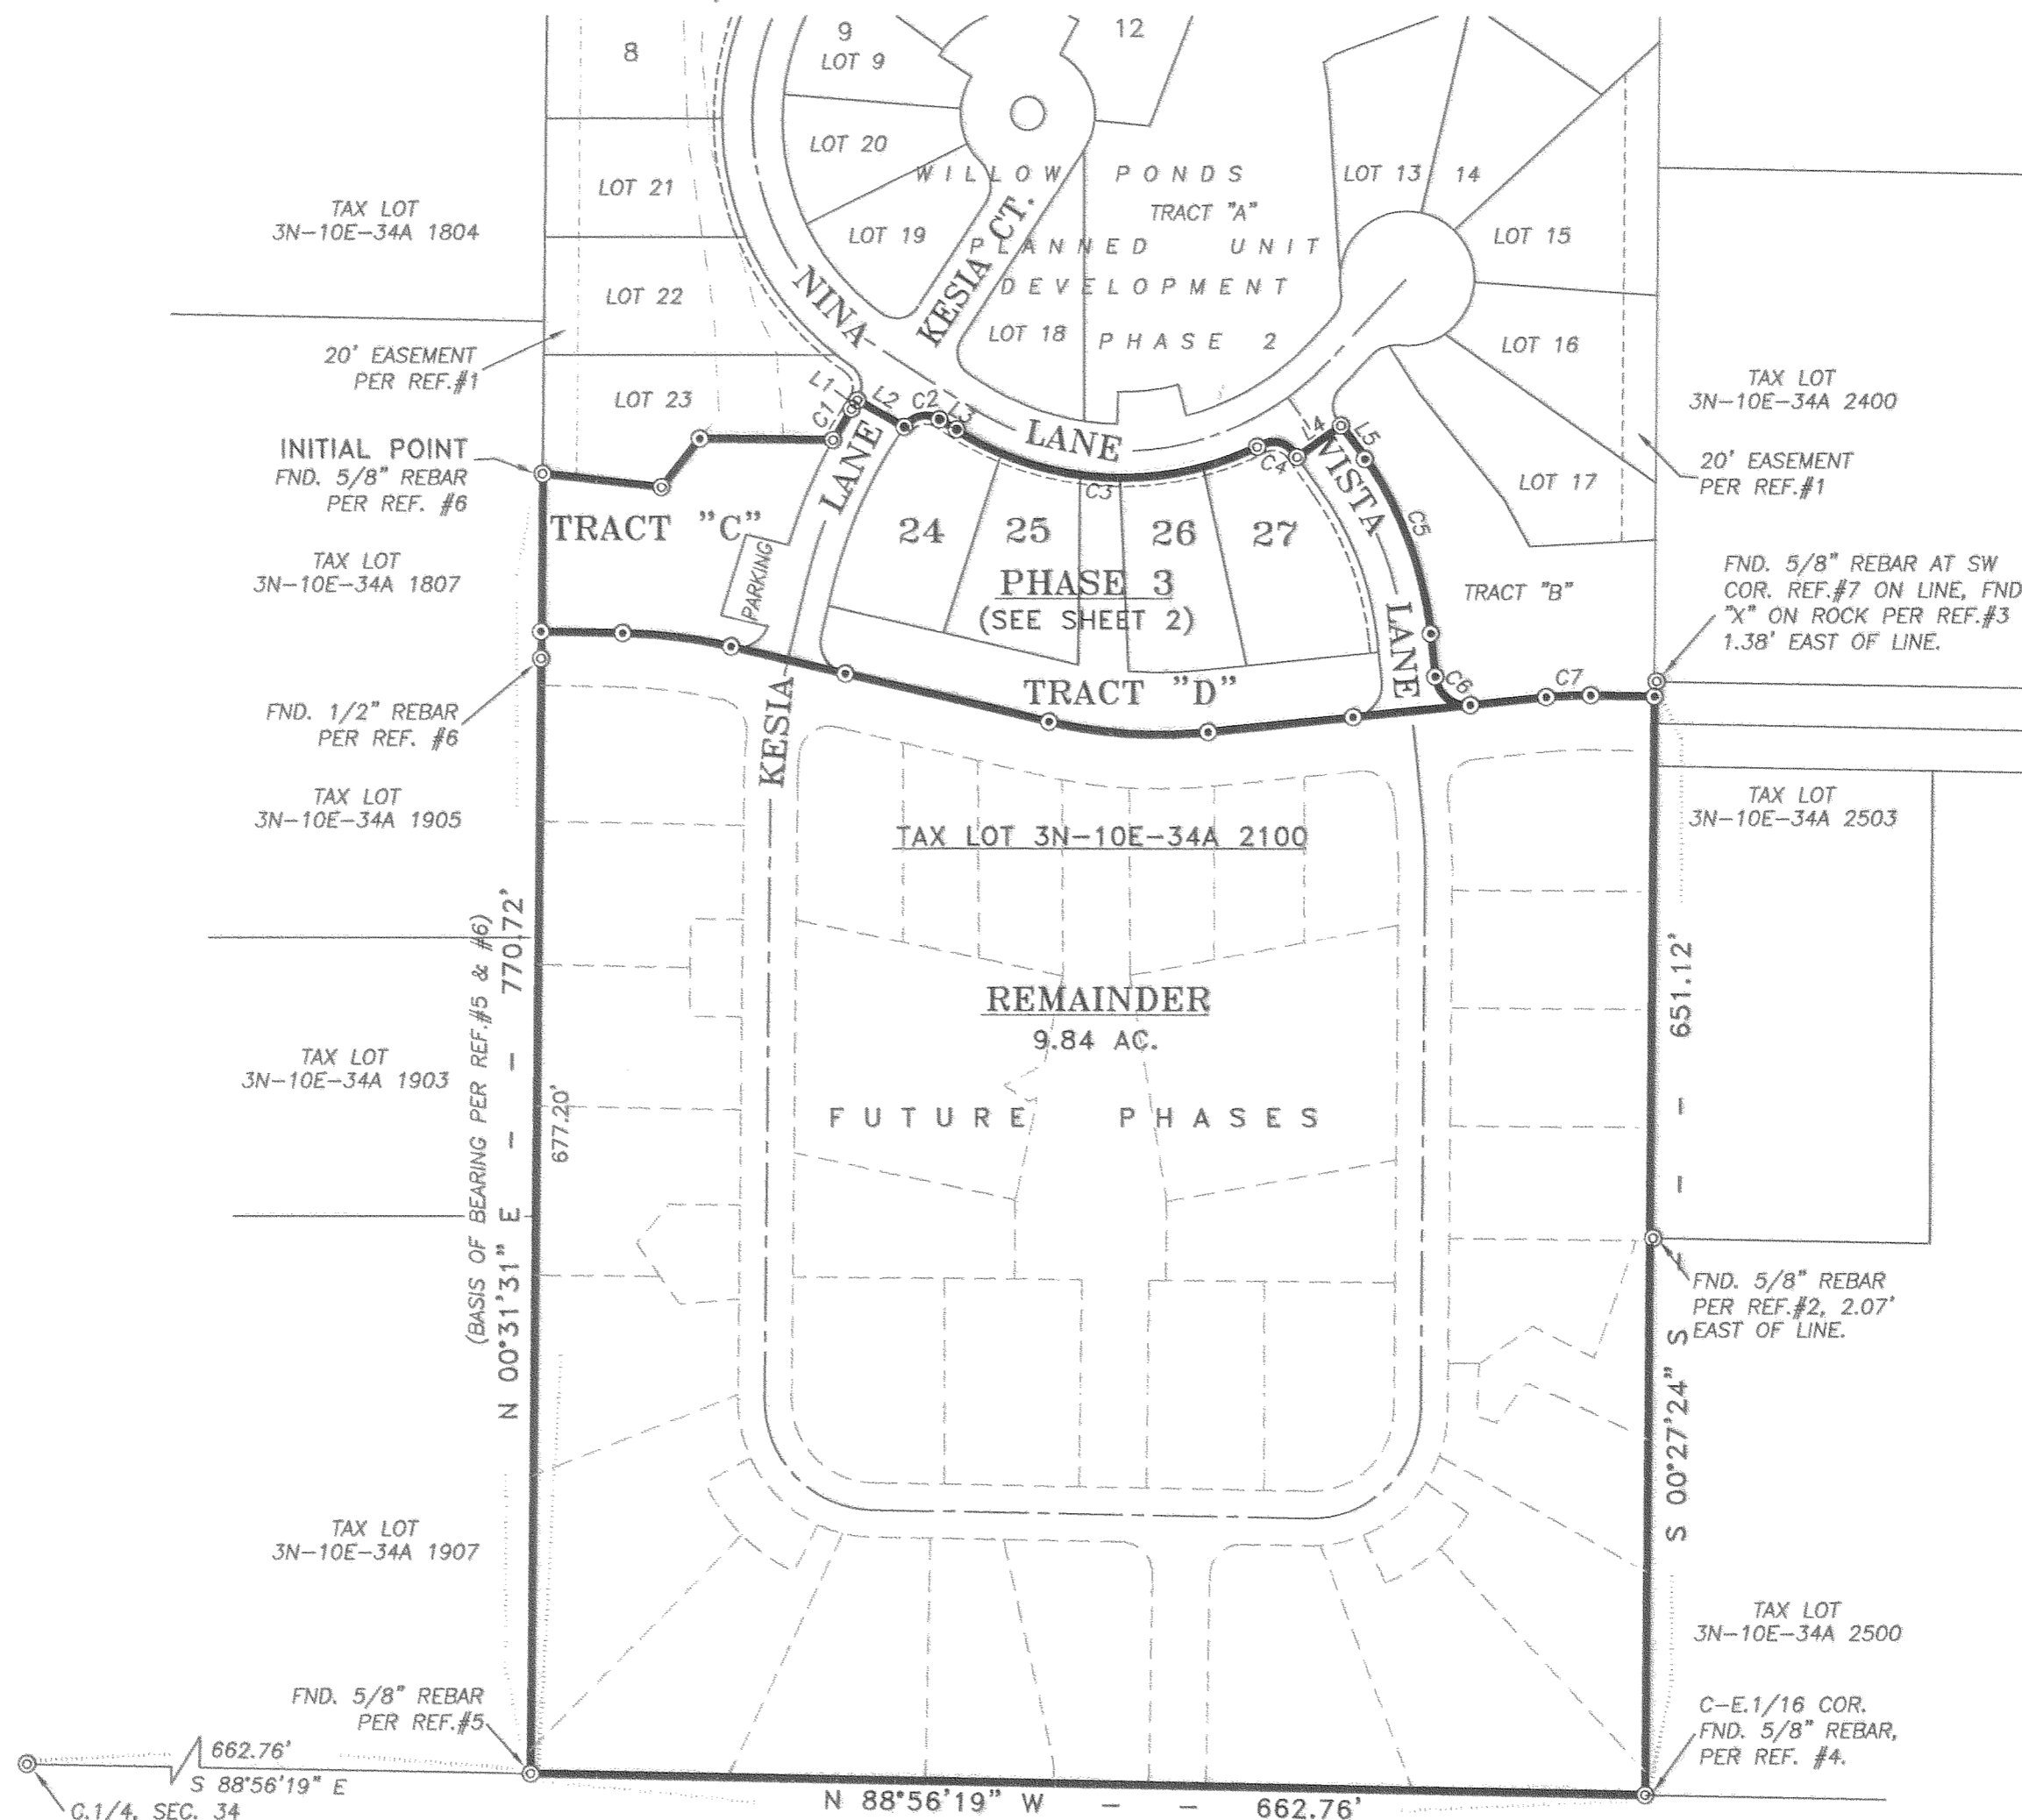 8
9
LOT 9
12
LOT 20
LOT 21
WILLOW PONDS
LOT 13
14
TRACT "A"
TAX LOT
3N-10E-34A 1804
LOT 19
PLANNED UNIT
LOT 15
KESIA CT.
DEVELOPMENT
NINA
LOT 22
LOT 18
PHASE 2
LOT 16
20' EASEMENT
PER REF.#1
L1
L2
C2
L3
C1
LOT 23
TAX LOT
3N-10E-34A 2400
INITIAL POINT
FND. 5/8" REBAR
PER REF. #6
LANE
LANE
C3
C4
L4
L5
VISTA
C5
LOT 17
20' EASEMENT
PER REF.#1
TRACT "C"
24
25
26
27
PARKING
PHASE 3
(SEE SHEET 2)
TAX LOT
3N-10E-34A 1807
TRACT "B"
FND. 5/8" REBAR AT SW
COR. REF.#7 ON LINE, FND
"X" ON ROCK PER REF.#3
1.38' EAST OF LINE.
LANE
TRACT "D"
C6
C7
KESIA
FND. 1/2" REBAR
PER REF. #6
TAX LOT
3N-10E-34A 1905
TAX LOT 3N-10E-34A 2100
TAX LOT
3N-10E-34A 2503
N 00°31'31" E - - 770.72'
(BASIS OF BEARING PER REF.#5 & #6)
677.20'
REMAINDER
9.84 AC.
651.12'
TAX LOT
3N-10E-34A 1903
FUTURE PHASES
FND. 5/8" REBAR
PER REF.#2, 2.07'
EAST OF LINE.
S 00°27'24" S
TAX LOT
3N-10E-34A 1907
TAX LOT
3N-10E-34A 2500
FND. 5/8" REBAR
PER REF.#5
C-E.1/16 COR.
FND. 5/8" REBAR,
PER REF. #4.
662.76'
S 88°56'19" E
C.1/4, SEC. 34
N 88°56'19" W - - 662.76'